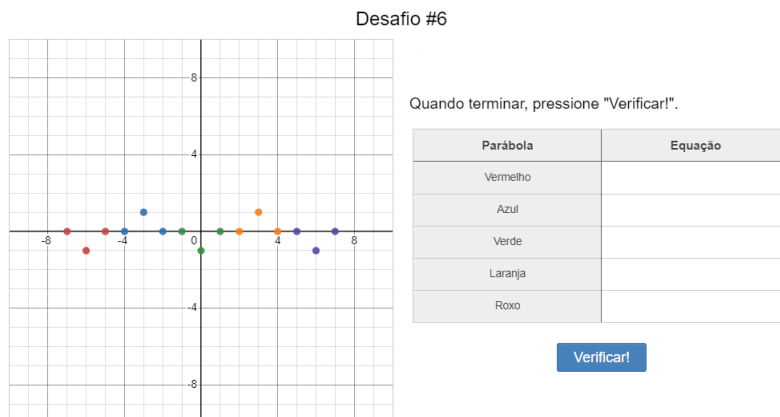 Desafio #6
8
4
-8
-4
0
4
8
-4
-8
Quando terminar, pressione "Verificar!".
Parábola Equação
Vermelho
Azul
Verde
Laranja
Roxo
Verificar!